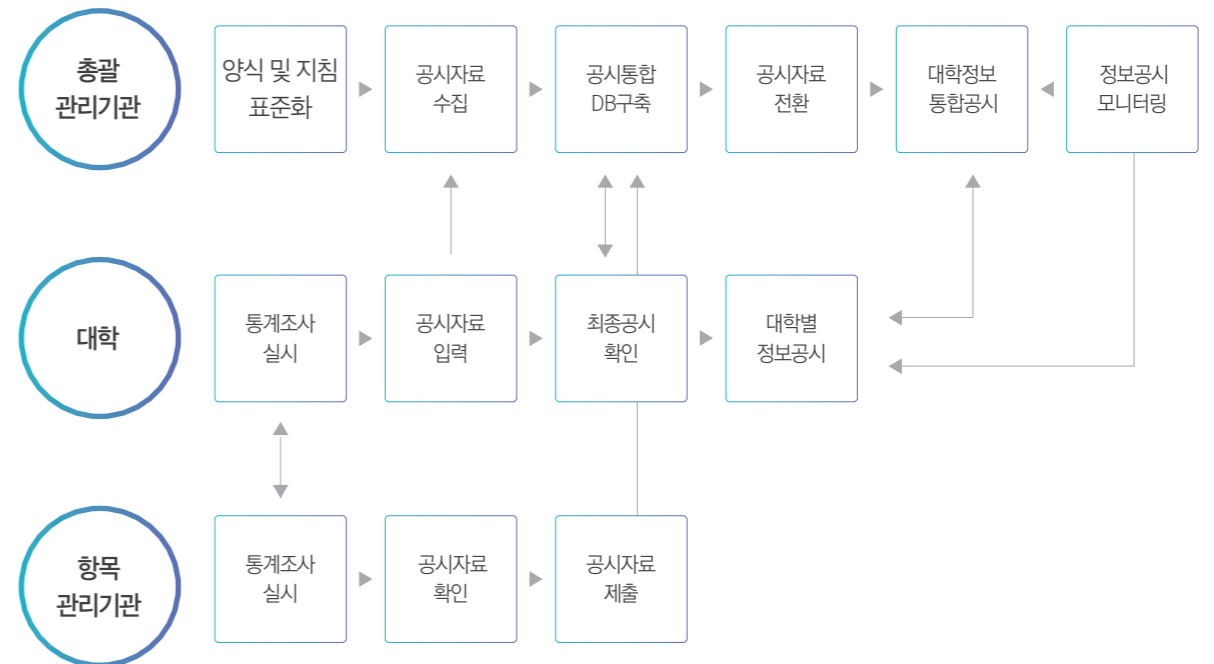 총괄
관리기관
양식 및 지침
표준화
공시자료
수집
공시통합
DB구축
공시자료
전환
대학정보
통합공시
정보공시
모니터링
대학
통계조사
실시
공시자료
입력
최종공시
확인
대학별
정보공시
항목
관리기관
통계조사
실시
공시자료
확인
공시자료
제출